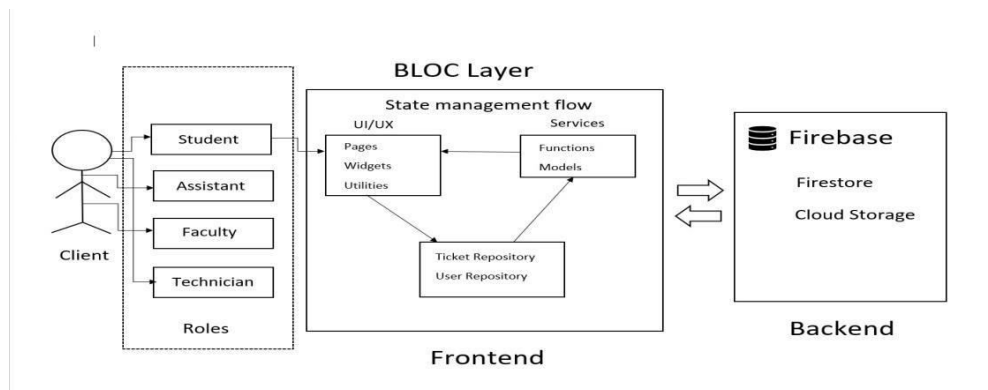 BLOC Layer
State management flow
UI/UX
Services
Pages
Widgets
Utilities
Functions
Models
Ticket Repository
User Repository
Student
Assistant
Faculty
Technician
Client
Roles
Frontend
Firebase
Firestore
Cloud Storage
Backend